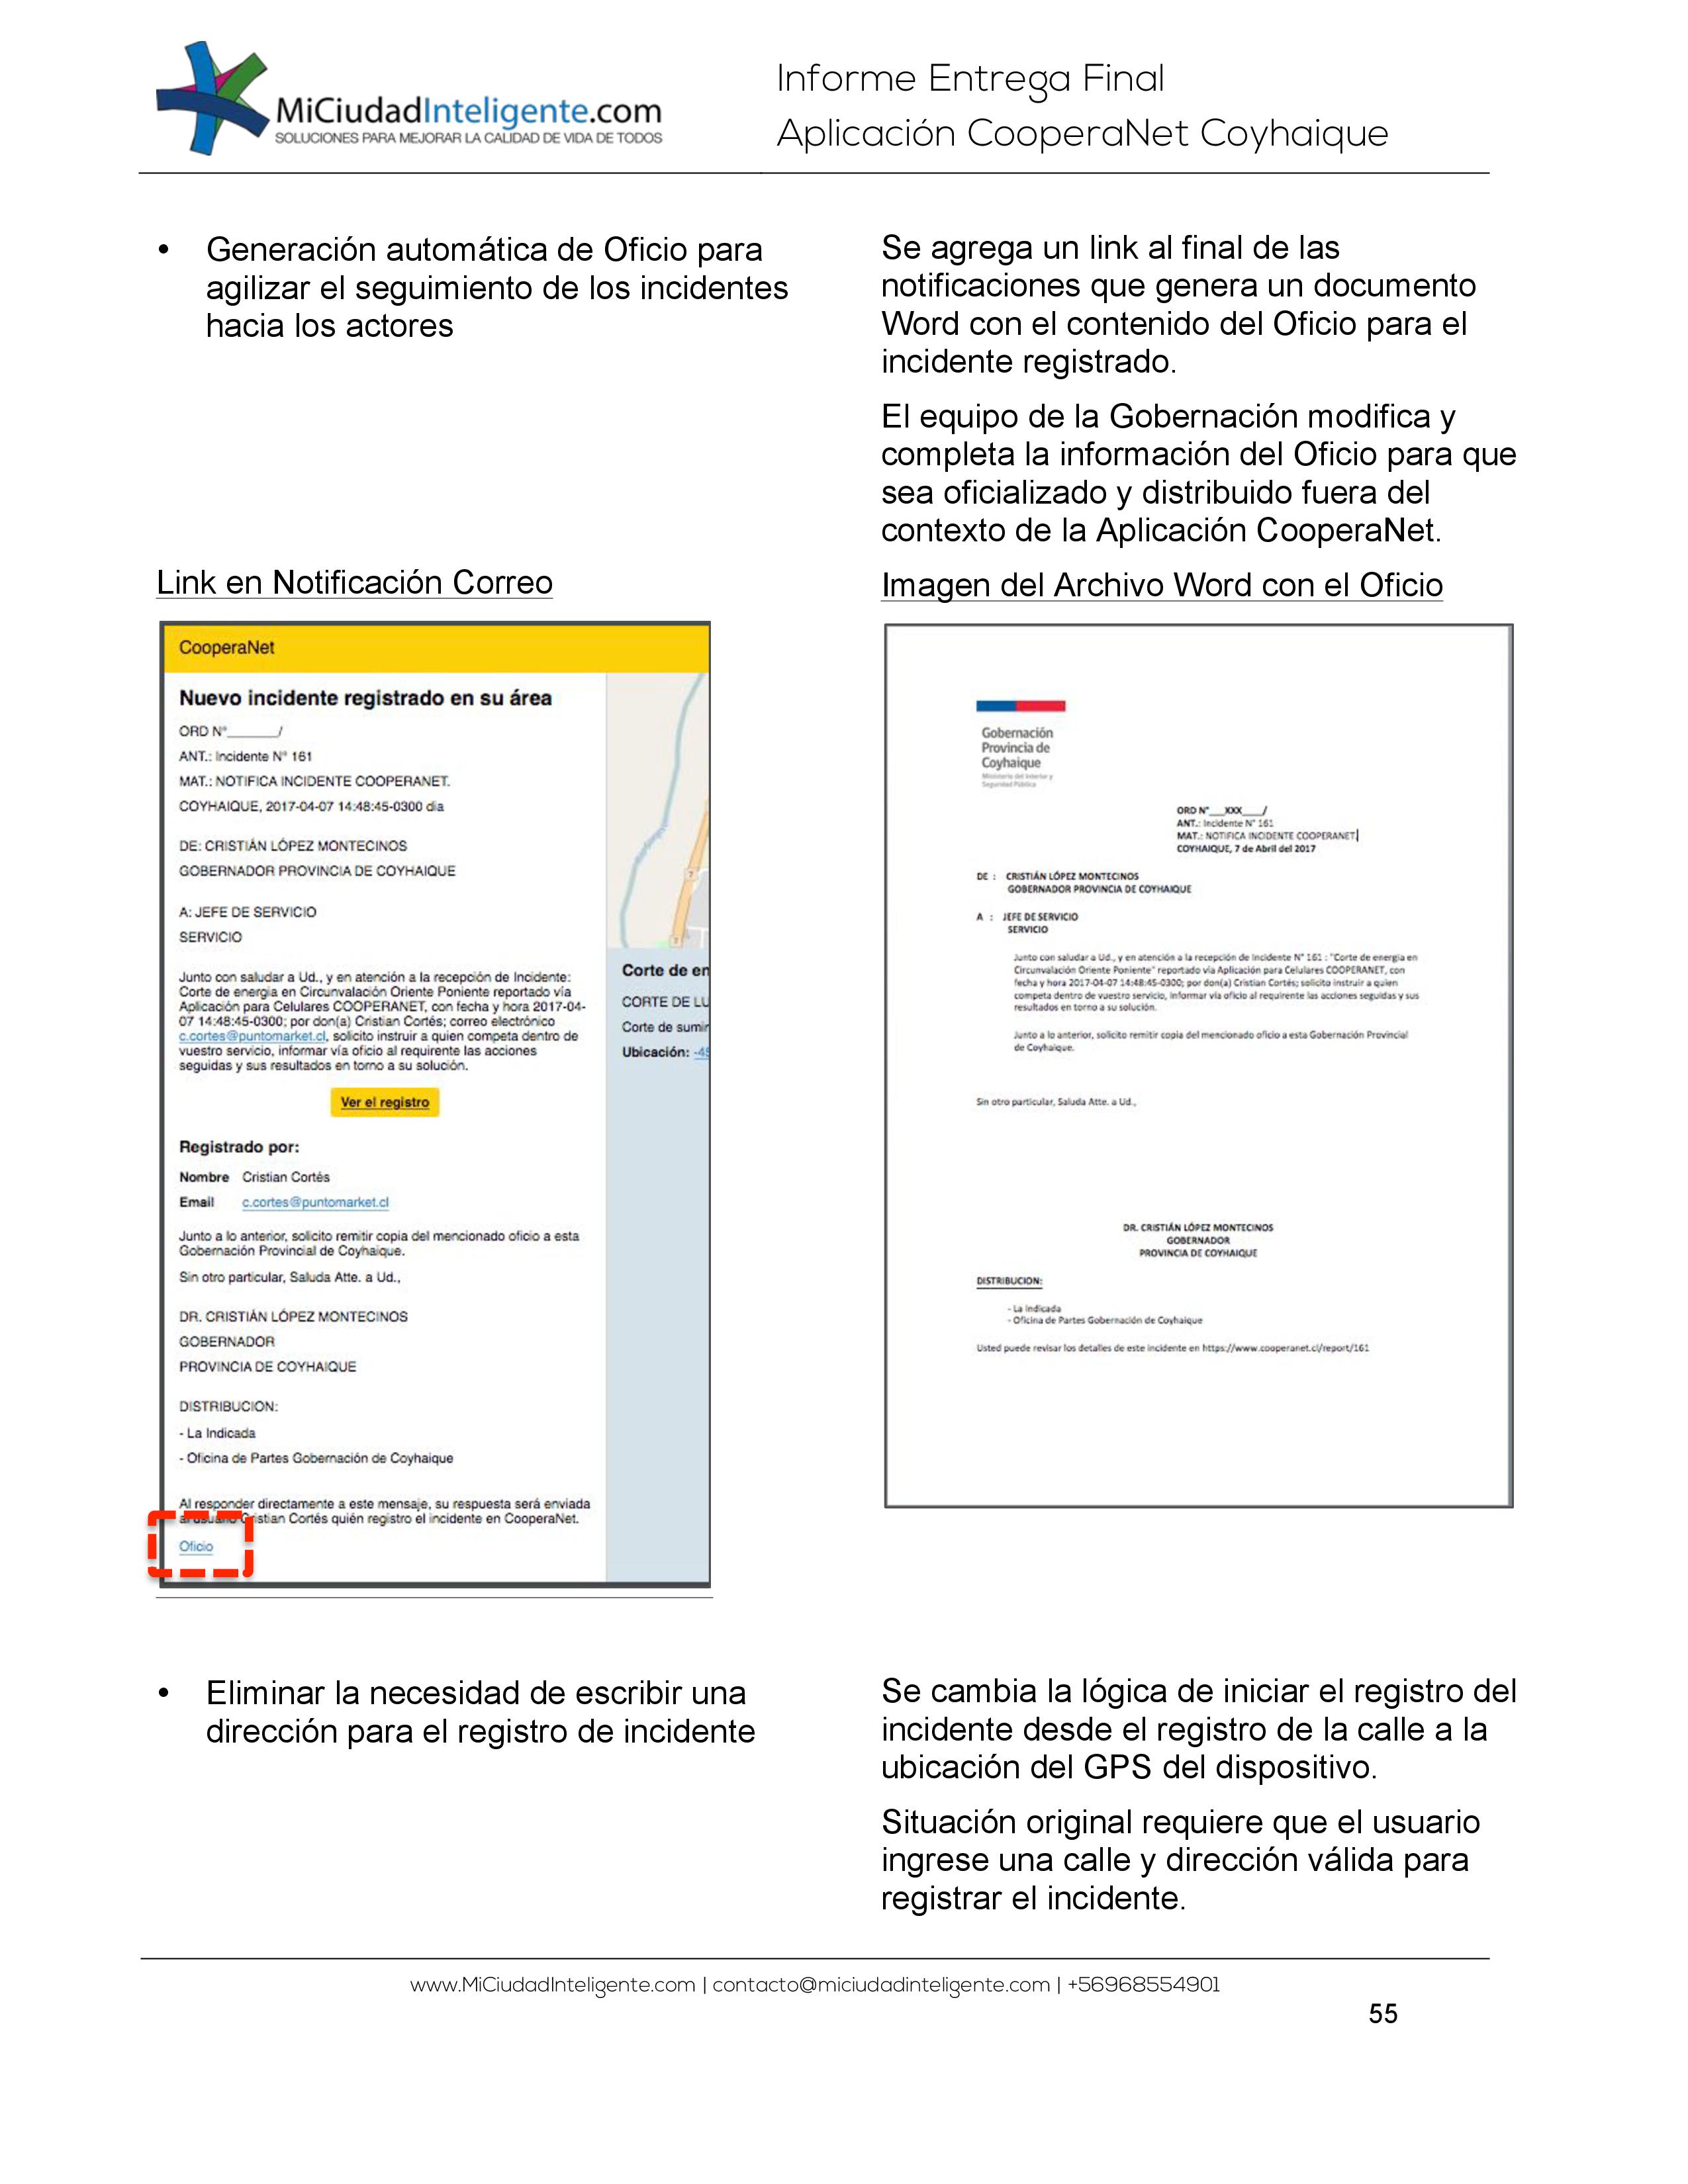 MiCiudadInteligente.com
SOLUCIONES PARA MEJORAR LA CALIDAD DE VIDA DE TODOS
Informe Entrega Final
Aplicación CooperaNet Coyhaique
• Generación automática de Oficio para
agilizar el seguimiento de los incidentes
hacia los actores
Se agrega un link al final de las
notificaciones que genera un documento
Word con el contenido del Oficio para el
incidente registrado.
El equipo de la Gobernación modifica y
completa la información del Oficio para que
sea oficializado y distribuido fuera del
contexto de la Aplicación CooperaNet.
Link en Notificación Correo
CooperaNet
Nuevo incidente registrado en su área
ORD N°_______/
ANT.: Incidente N° 161
MAT.: NOTIFICA INCIDENTE COOPERANET.
COYHAIQUE, 2017-04-07 14:48:45-0300 dia
DE: CRISTIÁN LÓPEZ MONTECINOS
GOBERNADOR PROVINCIA DE COYHAIQUE
A: JEFE DE SERVICIO
SERVICIO
Junto con saludar a Ud., y en atención a la recepción de Incidente:
Corte de energia en Circunvalación Oriente Poniente reportado vía
Aplicación para Celulares COOPERANET, con fecha y hora 2017-04-
07 14:48:45-0300; por don(a) Cristian Cortés; correo electrónico
c.cortes@puntomarket.cl, solicito instruir a quien competa dentro de
vuestro servicio, informar vía oficio al requirente las acciones
seguidas y sus resultados en torno a su solución.
Ver el registro
Registrado por:
Nombre Cristian Cortés
Email c.cortes@puntomarket.cl
Junto a lo anterior, solicito remitir copia del mencionado oficio a esta
Gobernación Provincial de Coyhaique.
Sin otro particular, Saluda Atte. a Ud.,
DR. CRISTIÁN LÓPEZ MONTECINOS
GOBERNADOR
PROVINCIA DE COYHAIQUE
DISTRIBUCION:
- La Indicada
- Oficina de Partes Gobernación de Coyhaique
Al responder directamente a este mensaje, su respuesta será enviada
al usuario Cristian Cortés quién registro el incidente en CooperaNet.
Oficio
7
7
Corte de en
CORTE DE LU
Corte de sumir
Ubicación: -45
Imagen del Archivo Word con el Oficio
Gobernación
Provincia de
Coyhaique
Ministerio del Interior y
Seguridad Pública
ORD N°___XXX____/
ANT.: Incidente N° 161
MAT.: NOTIFICA INCIDENTE COOPERANET
COYHAIQUE, 7 de Abril del 2017
DE : CRISTIÁN LÓPEZ MONTECINOS
GOBERNADOR PROVINCIA DE COYHAIQUE
A : JEFE DE SERVICIO
SERVICIO
Junto con saludar a Ud., y en atención a la recepción de Incidente N° 161 : "Corte de energia en
Circunvalación Oriente Poniente" reportado vía Aplicación para Celulares COOPERANET, con
fecha y hora 2017-04-07 14:48:45-0300; por don(a) Cristian Cortés; solicito instruir a quien
competa dentro de vuestro servicio, informar vía oficio al requirente las acciones seguidas y sus
resultados en torno a su solución.
Junto a lo anterior, solicito remitir copia del mencionado oficio a esta Gobernación Provincial
de Coyhaique.
Sin otro particular, Saluda Atte. a Ud.,
DR. CRISTIÁN LÓPEZ MONTECINOS
GOBERNADOR
PROVINCIA DE COYHAIQUE
DISTRIBUCION:
- La Indicada
- Oficina de Partes Gobernación de Coyhaique
Usted puede revisar los detalles de este incidente en https://www.cooperanet.cl/report/161
• Eliminar la necesidad de escribir una
dirección para el registro de incidente
Se cambia la lógica de iniciar el registro del
incidente desde el registro de la calle a la
ubicación del GPS del dispositivo.
Situación original requiere que el usuario
ingrese una calle y dirección válida para
registrar el incidente.
www.MiCiudadInteligente.com | contacto@miciudadinteligente.com | +56968554901
55